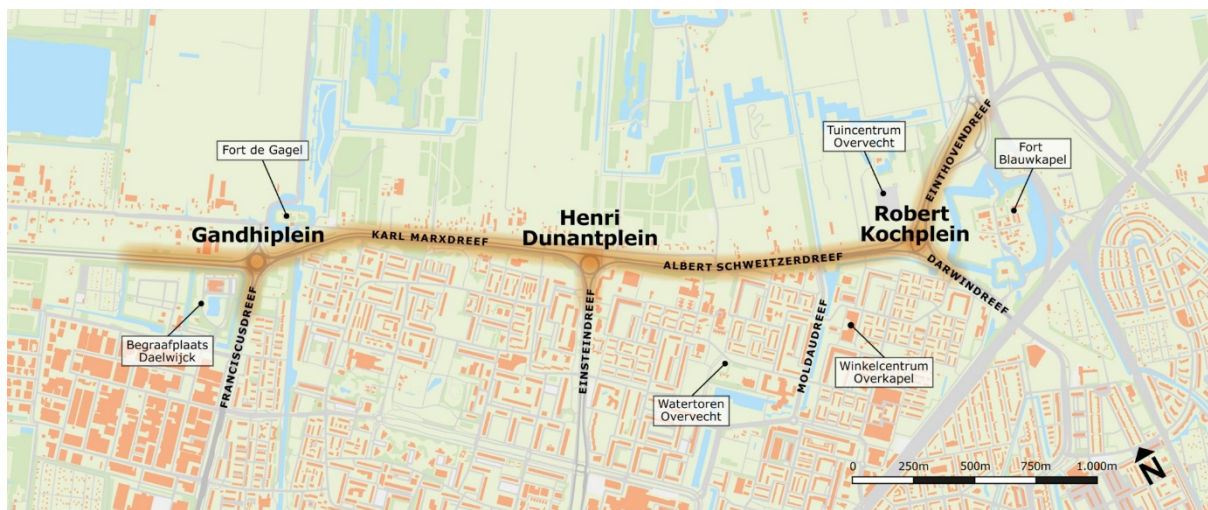 Fort de Gagel
Gandhiplein
KARL MARXDREEF
Henri
Dunantplein
ALBERT SCHWEITZERDREEF
Tuincentrum
Overvecht
EINTHOVENDREEF
Fort
Blauwkapel
Robert
Kochplein
DARWINDREEF
Begraafplaats
Daelwijck
FRANCISCUSDREEF
EINSTEINDREEF
Watertoren
Overvecht
MOLDAUDREEF
Winkelcentrum
Overkapel
0 250m 500m 750m 1.000m
N